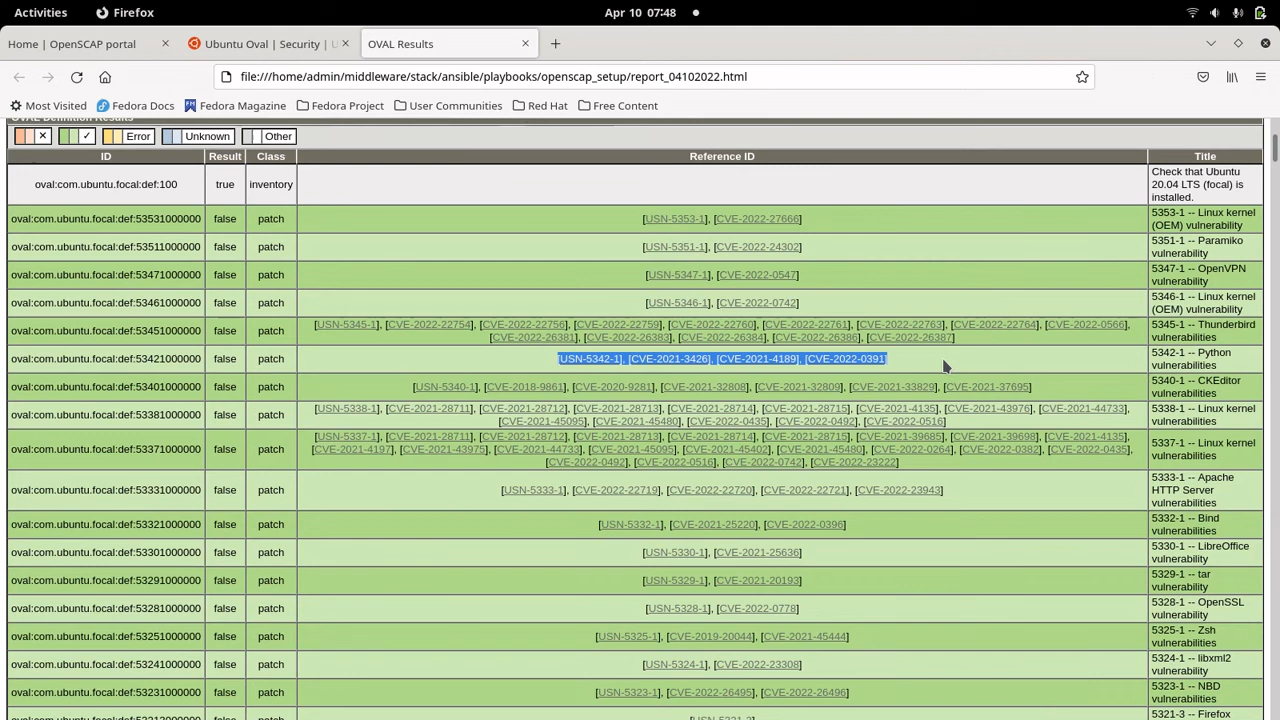 Activities Firefox Apr 10 07:48
Home | OpenSCAP portal × Ubuntu Oval | Security | U × OVAL Results ×
file:///home/admin/middleware/stack/ansible/playbooks/openscap_setup/report_04102022.html
Most Visited Fedora Docs Fedora Magazine Fedora Project User Communities Red Hat Free Content
OVAL Definition Results
Error Unknown Other
ID Result Class Reference ID Title
oval:com.ubuntu.focal:def:100 true inventory Check that Ubuntu
20.04 LTS (focal) is
installed.
oval:com.ubuntu.focal:def:53531000000 false patch [USN-5353-1], [CVE-2022-27666] 5353-1 -- Linux kernel
(OEM) vulnerability
oval:com.ubuntu.focal:def:53511000000 false patch [USN-5351-1], [CVE-2022-24302] 5351-1 -- Paramiko
vulnerability
oval:com.ubuntu.focal:def:53471000000 false patch [USN-5347-1], [CVE-2022-0547] 5347-1 -- OpenVPN
vulnerability
oval:com.ubuntu.focal:def:53461000000 false patch [USN-5346-1], [CVE-2022-0742] 5346-1 -- Linux kernel
(OEM) vulnerability
oval:com.ubuntu.focal:def:53451000000 false patch [USN-5345-1], [CVE-2022-22754], [CVE-2022-22756], [CVE-2022-22759], [CVE-2022-22760], [CVE-2022-22761], [CVE-2022-22763], [CVE-2022-22764], [CVE-2022-0566], 5345-1 -- Thunderbird
[CVE-2022-26381], [CVE-2022-26383], [CVE-2022-26384], [CVE-2022-26386], [CVE-2022-26387] vulnerabilities
oval:com.ubuntu.focal:def:53421000000 false patch [USN-5342-1], [CVE-2021-3426], [CVE-2021-4189], [CVE-2022-0391] 5342-1 -- Python
vulnerabilities
oval:com.ubuntu.focal:def:53401000000 false patch [USN-5340-1], [CVE-2018-9861], [CVE-2020-9281], [CVE-2021-32808], [CVE-2021-32809], [CVE-2021-33829], [CVE-2021-37695] 5340-1 -- CKEditor
vulnerabilities
oval:com.ubuntu.focal:def:53381000000 false patch [USN-5338-1], [CVE-2021-28711], [CVE-2021-28712], [CVE-2021-28713], [CVE-2021-28714], [CVE-2021-28715], [CVE-2021-4135], [CVE-2021-43976], [CVE-2021-44733], 5338-1 -- Linux kernel
[CVE-2021-45095], [CVE-2021-45480], [CVE-2022-0435], [CVE-2022-0492], [CVE-2022-0516] vulnerabilities
oval:com.ubuntu.focal:def:53371000000 false patch [USN-5337-1], [CVE-2021-28711], [CVE-2021-28712], [CVE-2021-28713], [CVE-2021-28714], [CVE-2021-28715], [CVE-2021-39685], [CVE-2021-39698], [CVE-2021-4135], 5337-1 -- Linux kernel
[CVE-2021-4197], [CVE-2021-43975], [CVE-2021-44733], [CVE-2021-45095], [CVE-2021-45402], [CVE-2021-45480], [CVE-2022-0264], [CVE-2022-0382], [CVE-2022-0435], vulnerabilities
[CVE-2022-0492], [CVE-2022-0516], [CVE-2022-0742], [CVE-2022-23222]
oval:com.ubuntu.focal:def:53331000000 false patch [USN-5333-1], [CVE-2022-22719], [CVE-2022-22720], [CVE-2022-22721], [CVE-2022-23943] 5333-1 -- Apache
HTTP Server
vulnerabilities
oval:com.ubuntu.focal:def:53321000000 false patch [USN-5332-1], [CVE-2021-25220], [CVE-2022-0396] 5332-1 -- Bind
vulnerabilities
oval:com.ubuntu.focal:def:53301000000 false patch [USN-5330-1], [CVE-2021-25636] 5330-1 -- LibreOffice
vulnerability
oval:com.ubuntu.focal:def:53291000000 false patch [USN-5329-1], [CVE-2021-20193] 5329-1 -- tar
vulnerability
oval:com.ubuntu.focal:def:53281000000 false patch [USN-5328-1], [CVE-2022-0778] 5328-1 -- OpenSSL
vulnerability
oval:com.ubuntu.focal:def:53251000000 false patch [USN-5325-1], [CVE-2019-20044], [CVE-2021-45444] 5325-1 -- Zsh
vulnerabilities
oval:com.ubuntu.focal:def:53241000000 false patch [USN-5324-1], [CVE-2022-23308] 5324-1 -- libxml2
vulnerability
oval:com.ubuntu.focal:def:53231000000 false patch [USN-5323-1], [CVE-2022-26495], [CVE-2022-26496] 5323-1 -- NBD
vulnerabilities
5321-3 -- Firefox